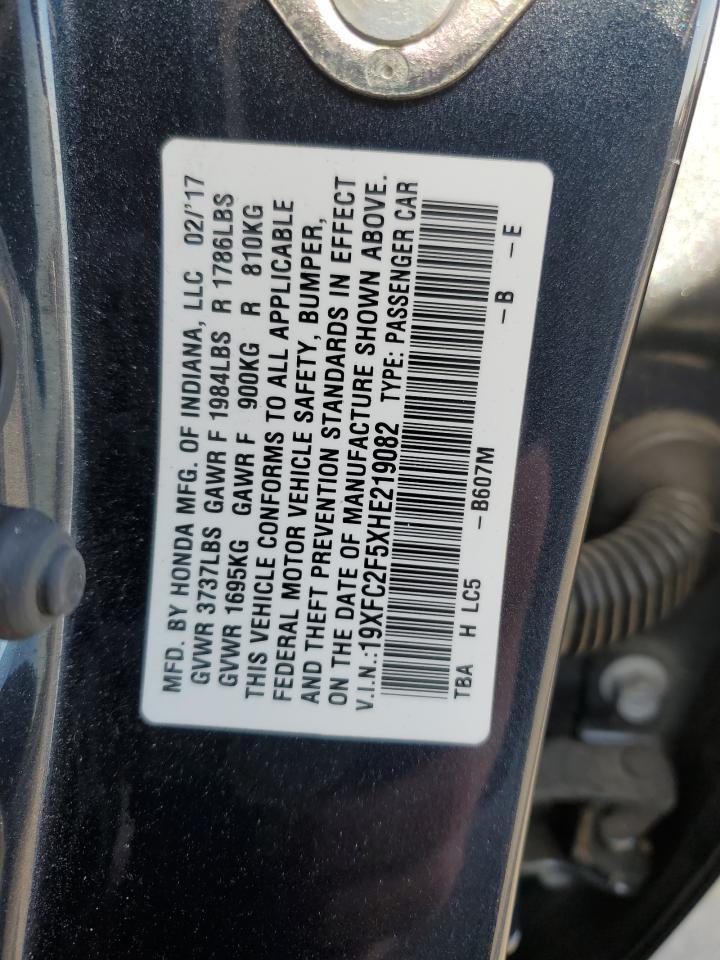 MFD. BY HONDA MFG. OF INDIANA, LLC 02/'17
GVWR 3737LBS GAWR F 1984LBS R 1786LBS
GVWR 1695KG GAWR F 900KG R 810KG
THIS VEHICLE CONFORMS TO ALL APPLICABLE
FEDERAL MOTOR VEHICLE SAFETY, BUMPER,
AND THEFT PREVENTION STANDARDS IN EFFECT
ON THE DATE OF MANUFACTURE SHOWN ABOVE.
V.I.N.:19XFC2F5XHE219082 TYPE: PASSENGER CAR
TBA H LC5 -B607M -B -E